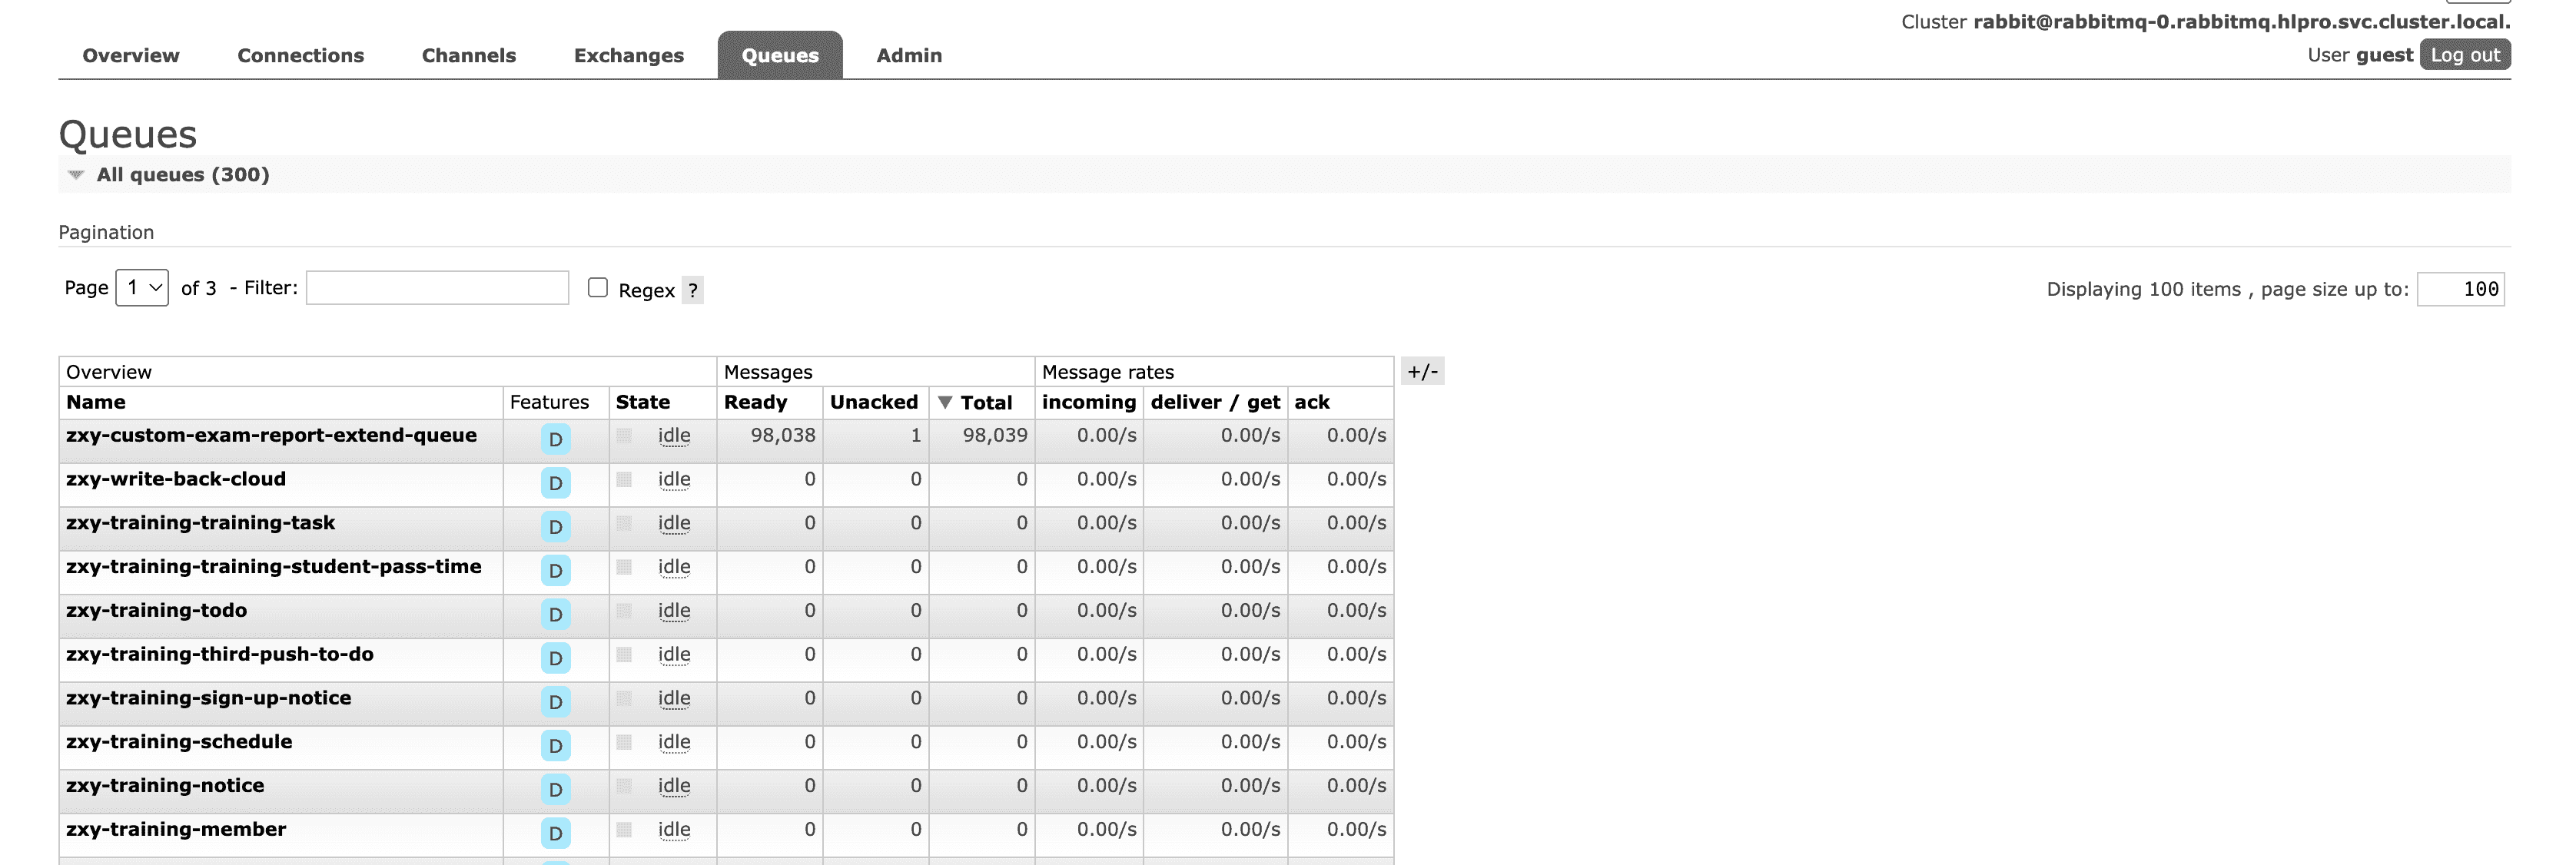 Cluster rabbit@rabbitmq-0.rabbitmq.hlpro.svc.cluster.local.
Overview Connections Channels Exchanges Queues Admin
User guest Log out
Queues
All queues (300)
Pagination
Page 1 of 3 - Filter: Regex ? Displaying 100 items , page size up to: 100
Overview Messages Message rates +/-
Name Features State Ready Unacked Total incoming deliver / get ack
zxy-custom-exam-report-extend-queue D idle 98,038 1 98,039 0.00/s 0.00/s 0.00/s
zxy-write-back-cloud D idle 0 0 0 0.00/s 0.00/s 0.00/s
zxy-training-training-task D idle 0 0 0 0.00/s 0.00/s 0.00/s
zxy-training-training-student-pass-time D idle 0 0 0 0.00/s 0.00/s 0.00/s
zxy-training-todo D idle 0 0 0 0.00/s 0.00/s 0.00/s
zxy-training-third-push-to-do D idle 0 0 0 0.00/s 0.00/s 0.00/s
zxy-training-sign-up-notice D idle 0 0 0 0.00/s 0.00/s 0.00/s
zxy-training-schedule D idle 0 0 0 0.00/s 0.00/s 0.00/s
zxy-training-notice D idle 0 0 0 0.00/s 0.00/s 0.00/s
zxy-training-member D idle 0 0 0 0.00/s 0.00/s 0.00/s